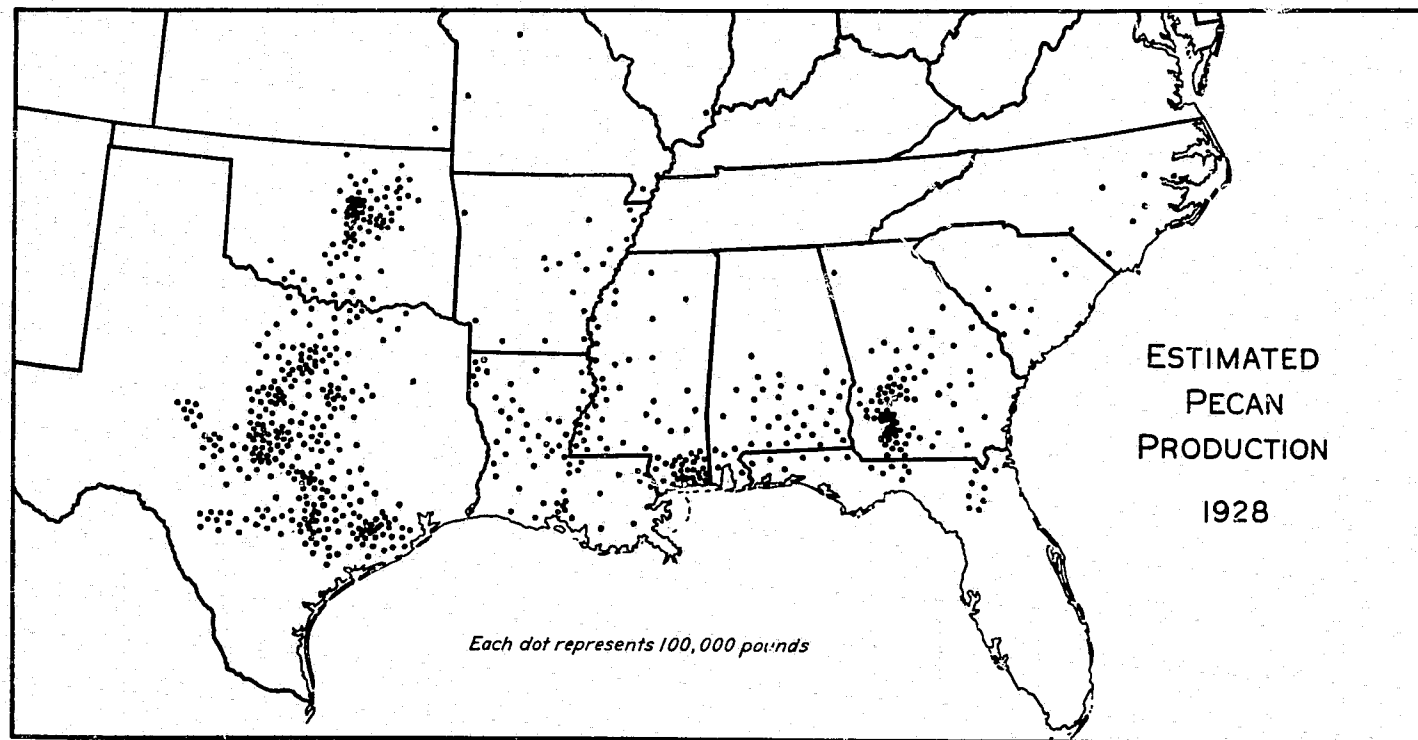 ESTIMATED
PECAN
PRODUCTION
1928
Each dot represents 100,000 pounds